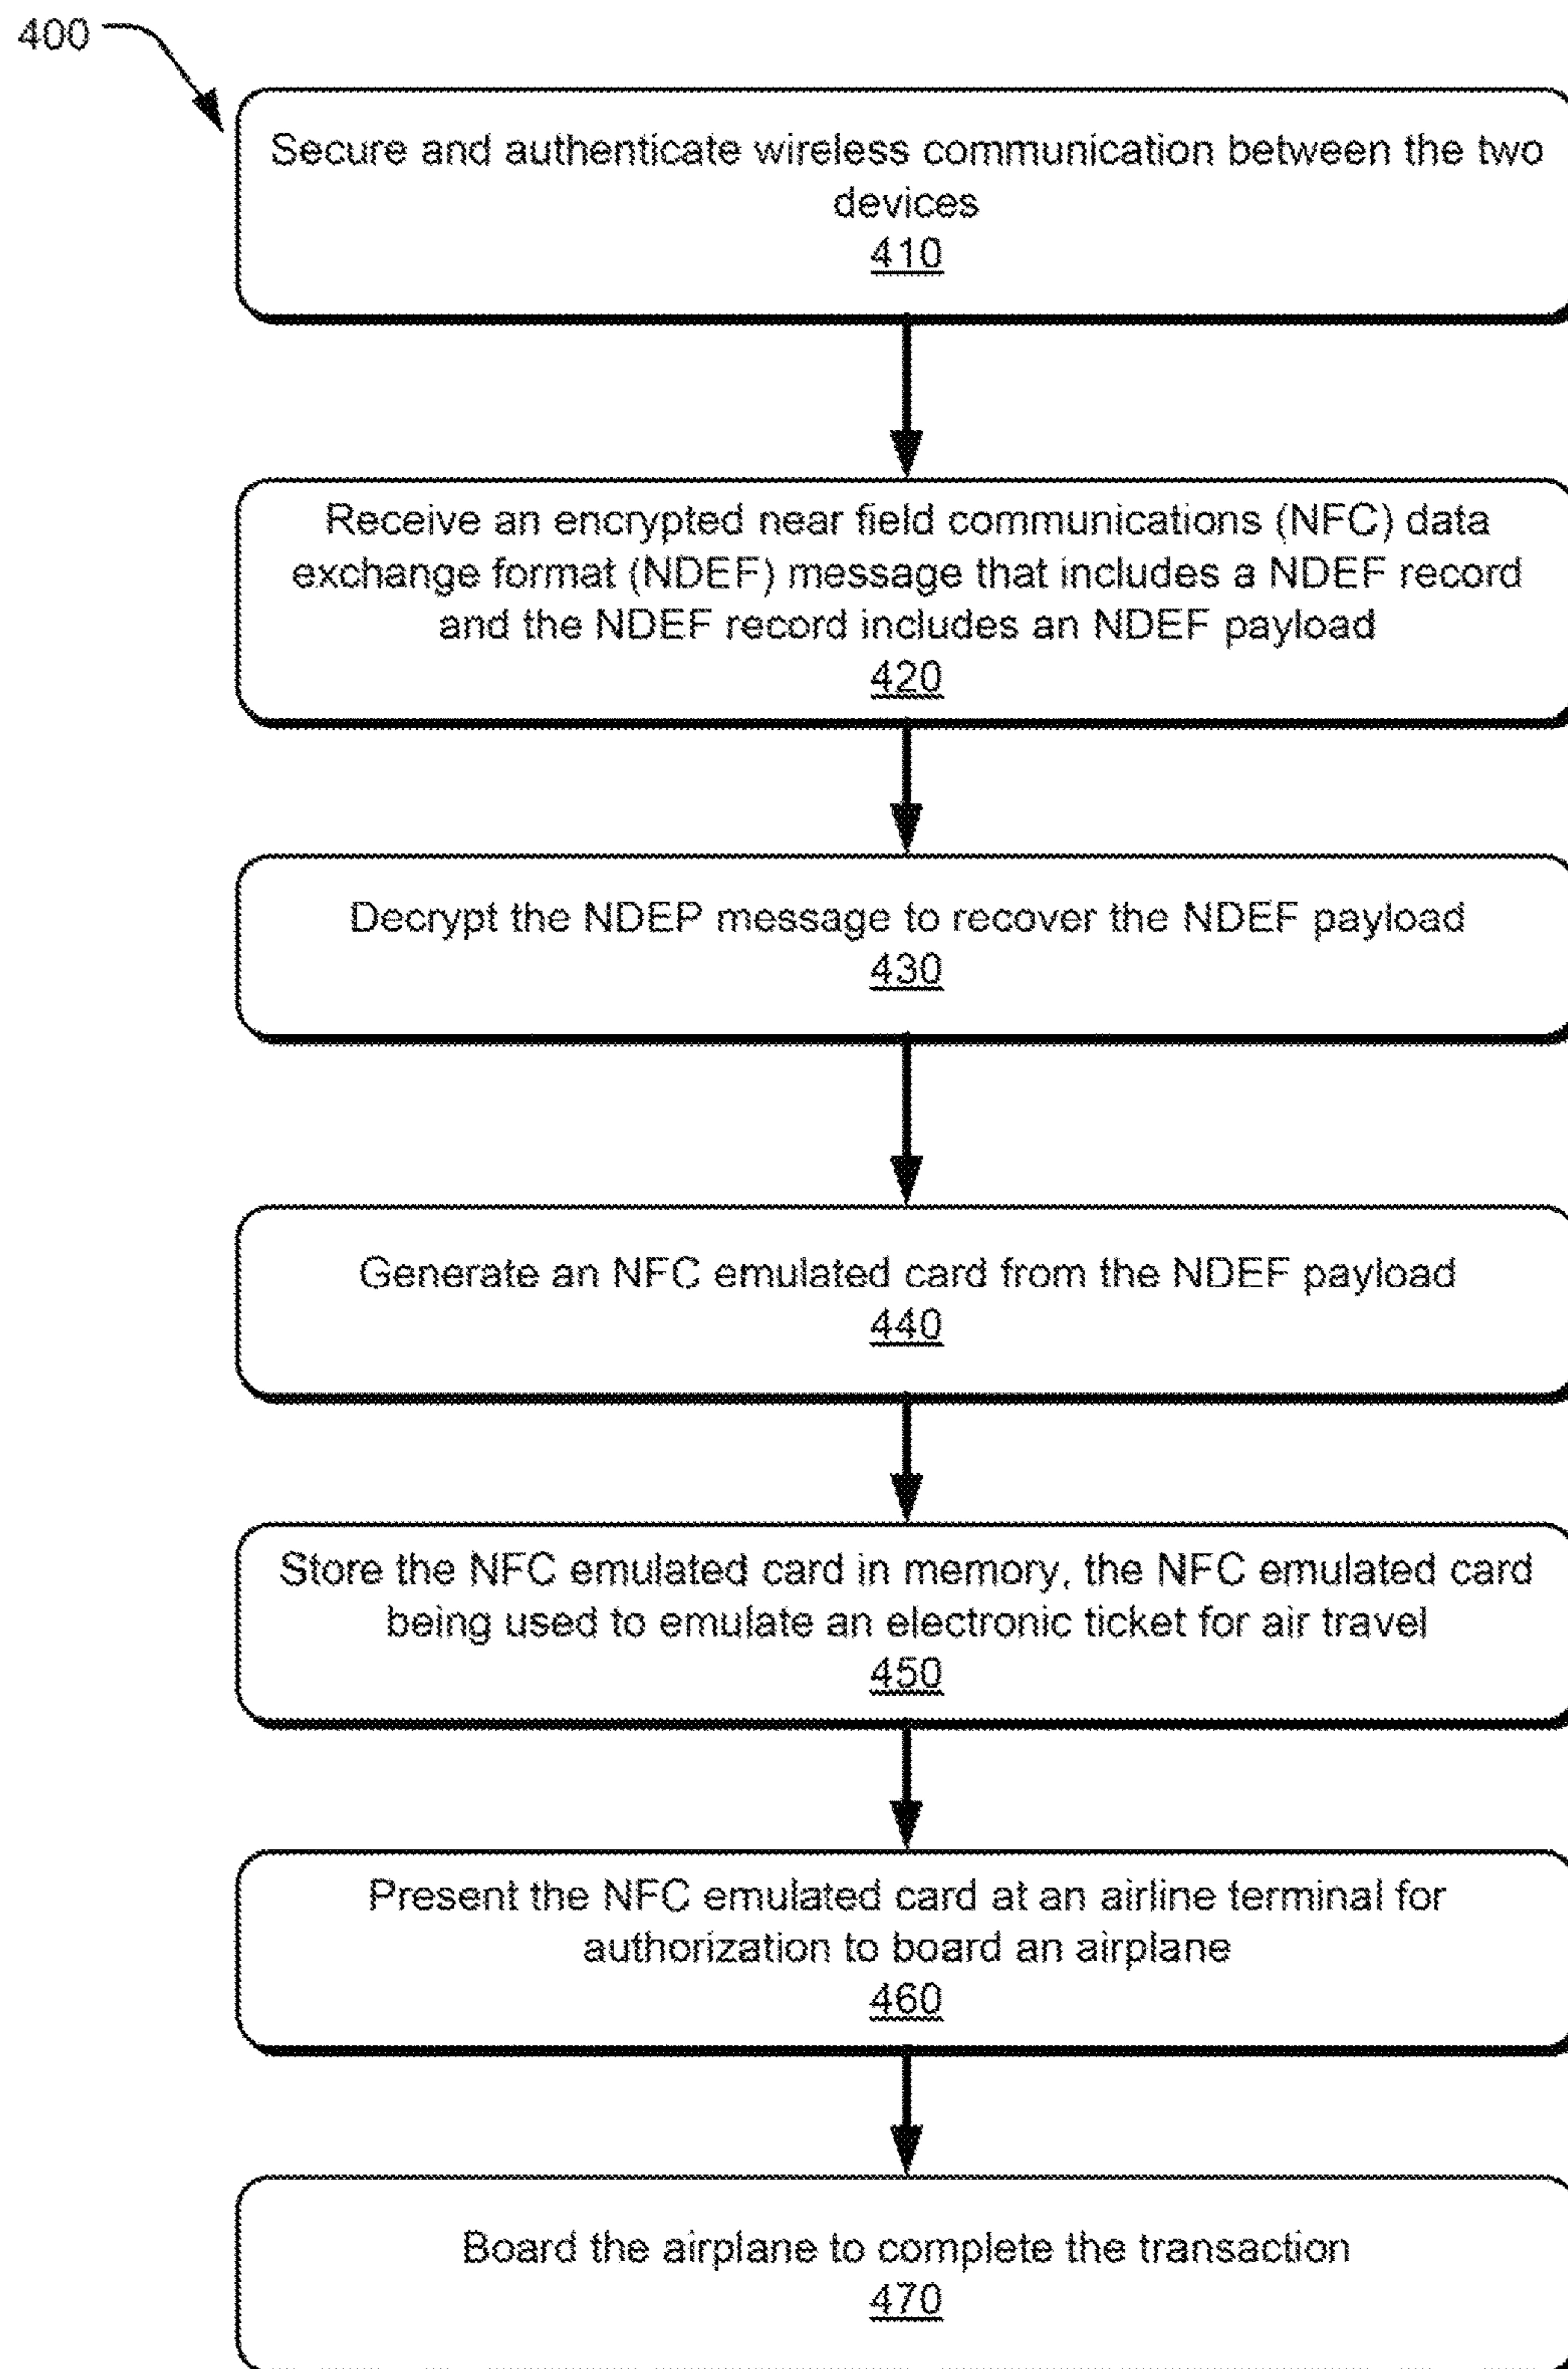 400
Secure and authenticate wireless communication between the two
devices
410
Receive an encrypted near field communications (NFC) data
exchange format (NDEF) message that includes a NDEF record
and the NDEF record includes an NDEF payload
420
Decrypt the NDEP message to recover the NDEF payload
430
Generate an NFC emulated card from the NDEF payload
440
Store the NFC emulated card in memory, the NFC emulated card
being used to emulate an electronic ticket for air travel
450
Present the NFC emulated card at an airline terminal for
authorization to board an airplane
460
Board the airplane to complete the transaction
470